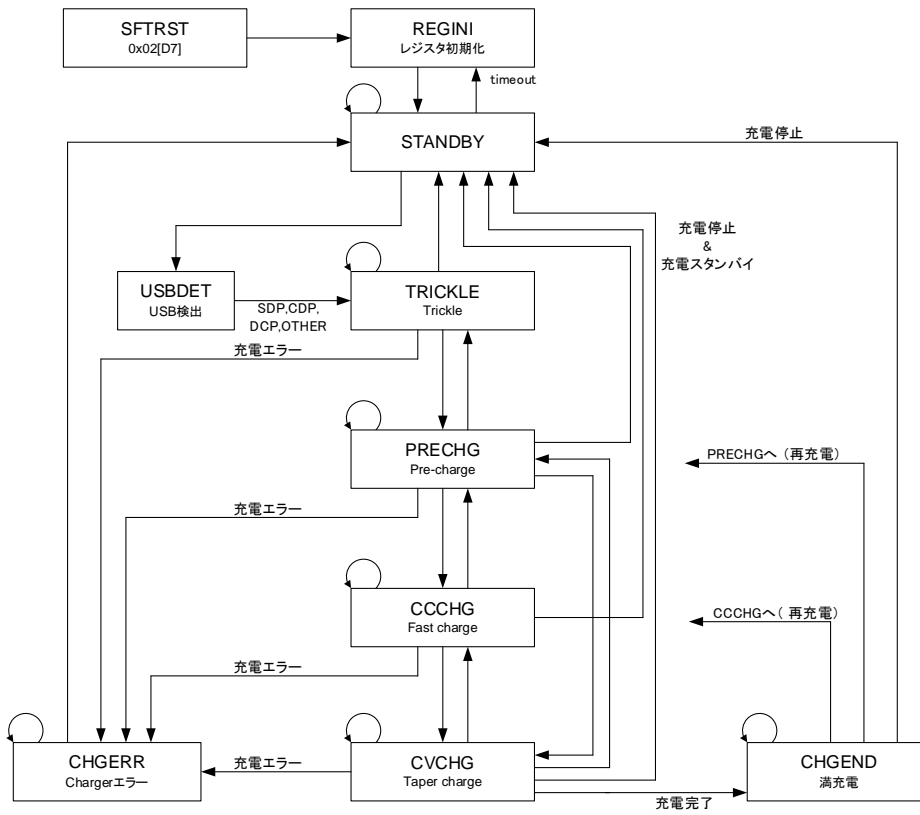 SFTRST
0x02[D7]
REGINI
レジスタ初期化
timeout
STANDBY
充電停止
充電停止
&
充電スタンバイ
USBDET
USB検出
SDP,CDP,
DCP,OTHER
TRICKLE
Trickle
充電エラー
PRECHG
Pre-charge
PRECHGへ (再充電)
充電エラー
CCCHG
Fast charge
CCCHGへ( 再充電)
充電エラー
CHGERR
Chargerエラー
充電エラー
CVCHG
Taper charge
充電完了
CHGEND
満充電